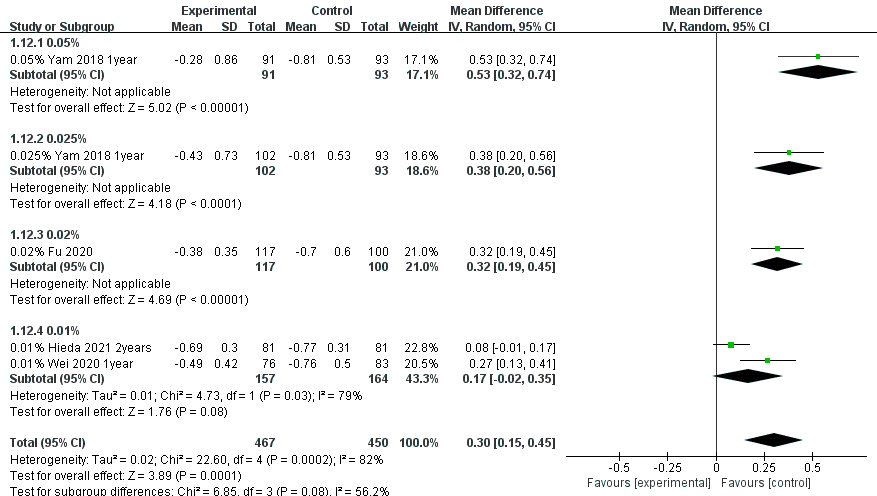 Experimental Control Mean Difference Mean Difference
Study or Subgroup Mean SD Total Mean SD Total Weight IV, Random, 95% CI IV, Random, 95% CI
1.12.1 0.05%
0.05% Yam 2018 1year -0.28 0.86 91 -0.81 0.53 93 17.1% 0.53 [0.32, 0.74]
Subtotal (95% CI) 91 93 17.1% 0.53 [0.32, 0.74]
Heterogeneity: Not applicable
Test for overall effect: Z = 5.02 (P < 0.00001)
1.12.2 0.025%
0.025% Yam 2018 1year -0.43 0.73 102 -0.81 0.53 93 18.6% 0.38 [0.20, 0.56]
Subtotal (95% CI) 102 93 18.6% 0.38 [0.20, 0.56]
Heterogeneity: Not applicable
Test for overall effect: Z = 4.18 (P < 0.0001)
1.12.3 0.02%
0.02% Fu 2020 -0.38 0.35 117 -0.7 0.6 100 21.0% 0.32 [0.19, 0.45]
Subtotal (95% CI) 117 100 21.0% 0.32 [0.19, 0.45]
Heterogeneity: Not applicable
Test for overall effect: Z = 4.69 (P < 0.00001)
1.12.4 0.01%
0.01% Hieda 2021 2years -0.69 0.3 81 -0.77 0.31 81 22.8% 0.08 [-0.01, 0.17]
0.01% Wei 2020 1year -0.49 0.42 76 -0.76 0.5 83 20.5% 0.27 [0.13, 0.41]
Subtotal (95% CI) 157 164 43.3% 0.17 [-0.02, 0.35]
Heterogeneity: Tau² = 0.01; Chi² = 4.73, df = 1 (P = 0.03); I² = 79%
Test for overall effect: Z = 1.76 (P = 0.08)
Total (95% CI) 467 450 100.0% 0.30 [0.15, 0.45]
Heterogeneity: Tau² = 0.02; Chi² = 22.60, df = 4 (P = 0.0002); I² = 82%
Test for overall effect: Z = 3.89 (P = 0.0001)
Test for subgroup differences: Chi² = 6.85, df = 3 (P = 0.08), I² = 56.2%
-0.5 -0.25 0 0.25 0.5
Favours [experimental] Favours [control]